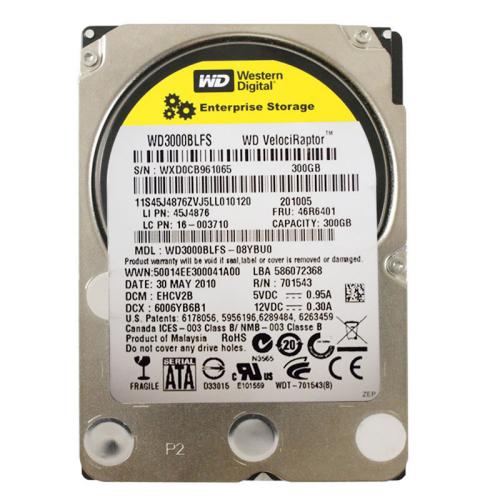 WD Western Digital®
Enterprise Storage
WD3000BLFS WD VelociRaptor™
S/N : WXD0CB961065 300GB
11S45J4876ZVJ5LL010120 201005
LI PN: 45J4876 FRU: 46R6401
LC PN: 16-003710 CAPACITY: 300GB
MDL : WD3000BLFS-08YBU0
Product warranty will be void if seal,label or cover is removed or damaged.
WWN:50014EE300041A00 LBA 586072368
DATE: 30 MAY 2010 R/N : 701543
DCM : EHCV2B 5VDC ⎓ 0.95A
DCX : 6006YB6B1 12VDC ⎓ 0.30A
U.S. Patents: 6178056, 5956196,6289484, 6263459
Canada ICES -003 Class B/ NMB -003 Classe B
Product of Malaysia RoHS
Do not cover any drive holes.
N3565
20
FRAGILE SERIAL ATA D33015 E101559 WDT -701543(B)
ZEP
P2